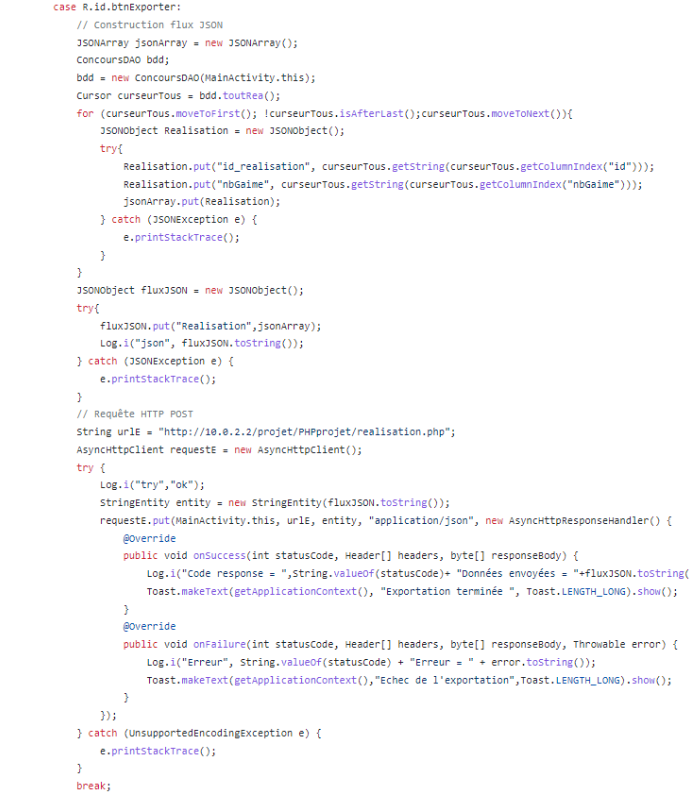 case R.id.btnExporter:
// Construction flux JSON
JSONArray jsonArray = new JSONArray();
ConcoursDAO bdd;
bdd = new ConcoursDAO(MainActivity.this);
Cursor curseurTous = bdd.toutRea();
for (curseurTous.moveToFirst(); !curseurTous.isAfterLast();curseurTous.moveToNext()){
JSONObject Realisation = new JSONObject();
try{
Realisation.put("id_realisation", curseurTous.getString(curseurTous.getColumnIndex("id")));
Realisation.put("nbGaime", curseurTous.getString(curseurTous.getColumnIndex("nbGaime")));
jsonArray.put(Realisation);
} catch (JSONException e) {
e.printStackTrace();
}
}
JSONObject fluxJSON = new JSONObject();
try{
fluxJSON.put("Realisation",jsonArray);
Log.i("json", fluxJSON.toString());
} catch (JSONException e) {
e.printStackTrace();
}
// Requête HTTP POST
String urlE = "http://10.0.2.2/projet/PHPprojet/realisation.php";
AsyncHttpClient requestE = new AsyncHttpClient();
try {
Log.i("try","ok");
StringEntity entity = new StringEntity(fluxJSON.toString());
requestE.put(MainActivity.this, urlE, entity, "application/json", new AsyncHttpResponseHandler() {
@Override
public void onSuccess(int statusCode, Header[] headers, byte[] responseBody) {
Log.i("Code response = ",String.valueOf(statusCode)+ "Données envoyées = "+fluxJSON.toString(
Toast.makeText(getApplicationContext(), "Exportation terminée ", Toast.LENGTH_LONG).show();
}
@Override
public void onFailure(int statusCode, Header[] headers, byte[] responseBody, Throwable error) {
Log.i("Erreur", String.valueOf(statusCode) + "Erreur = " + error.toString());
Toast.makeText(getApplicationContext(),"Echec de l'exportation",Toast.LENGTH_LONG).show();
}
});
} catch (UnsupportedEncodingException e) {
e.printStackTrace();
}
break;